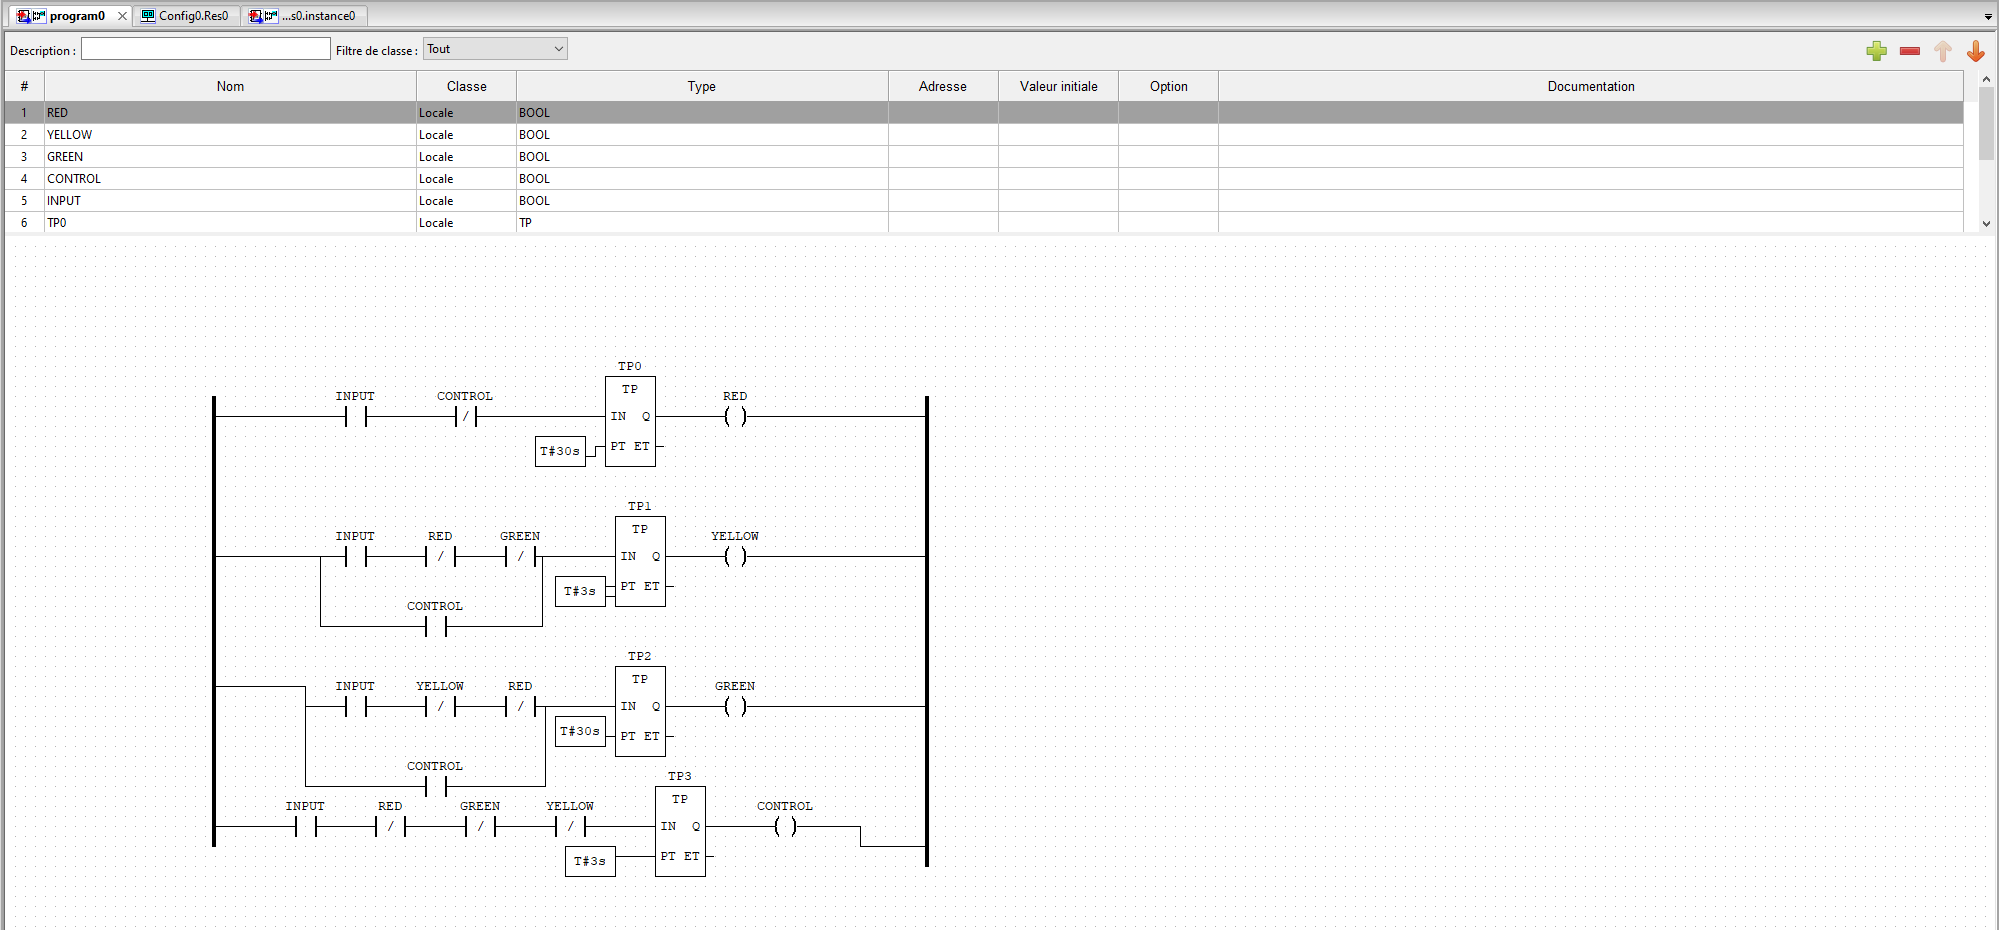 program0 Config0.Res0 ...s0.instance0
Description : Filtre de classe : Tout
# Nom Classe Type Adresse Valeur initiale Option Documentation
1 RED Locale BOOL
2 YELLOW Locale BOOL
3 GREEN Locale BOOL
4 CONTROL Locale BOOL
5 INPUT Locale BOOL
6 TP0 Locale TP
TP0
TP
INPUT CONTROL RED
IN Q
T#30s PT ET
TP1
TP
INPUT RED GREEN YELLOW
IN Q
T#3s PT ET
CONTROL
TP2
TP
INPUT YELLOW RED GREEN
IN Q
T#30s PT ET
CONTROL
TP3
TP
INPUT RED GREEN YELLOW CONTROL
IN Q
T#3s PT ET